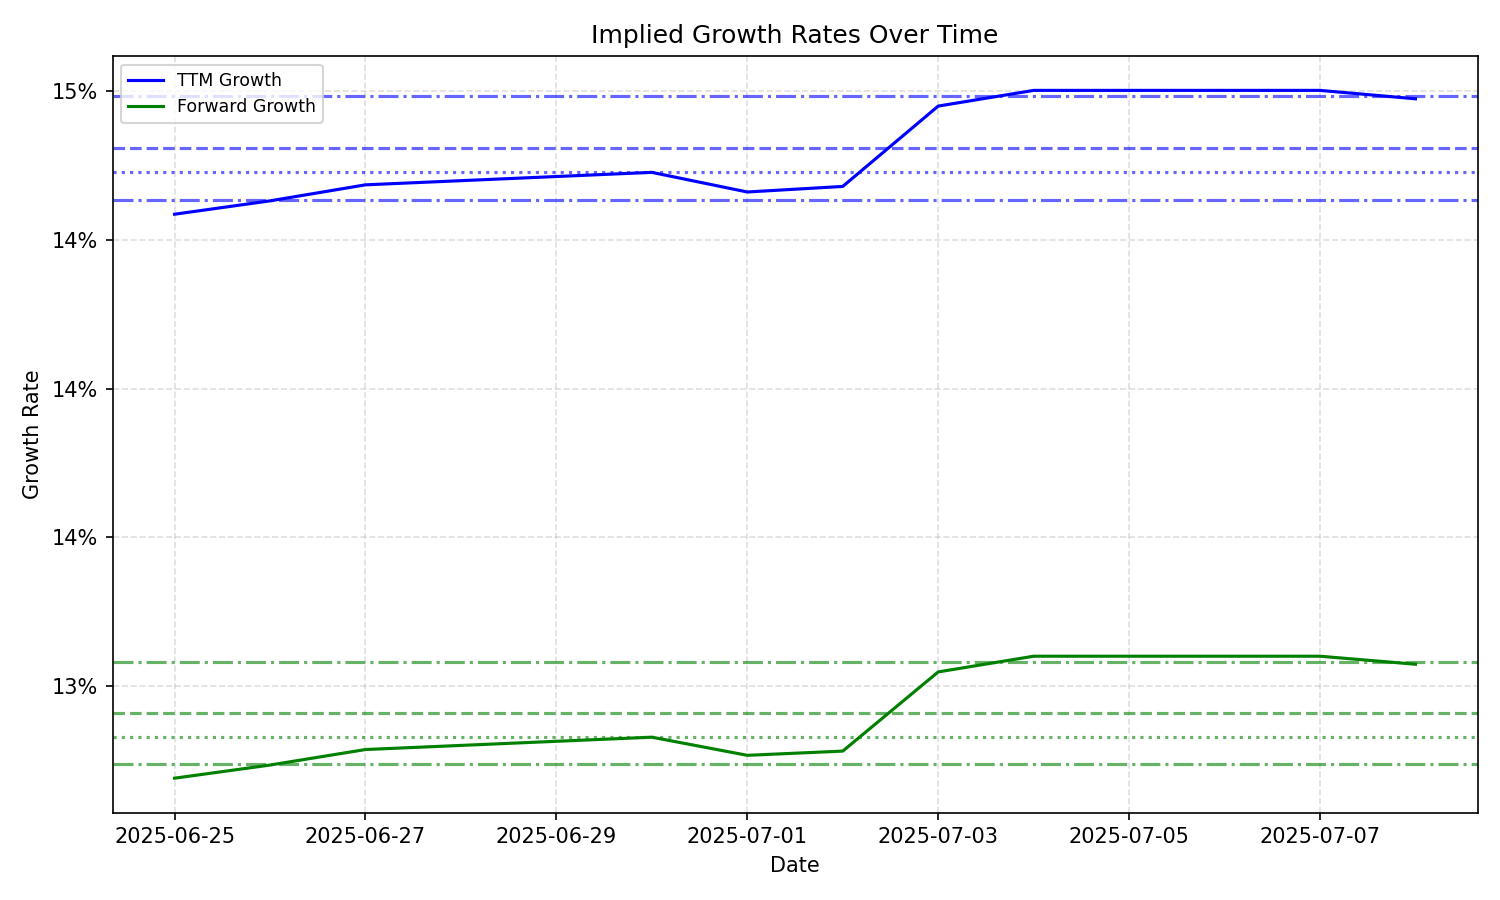 Implied Growth Rates Over Time
TTM Growth
Forward Growth
15%
14%
14%
14%
13%
Growth Rate
2025-06-25 2025-06-27 2025-06-29 2025-07-01 2025-07-03 2025-07-05 2025-07-07
Date